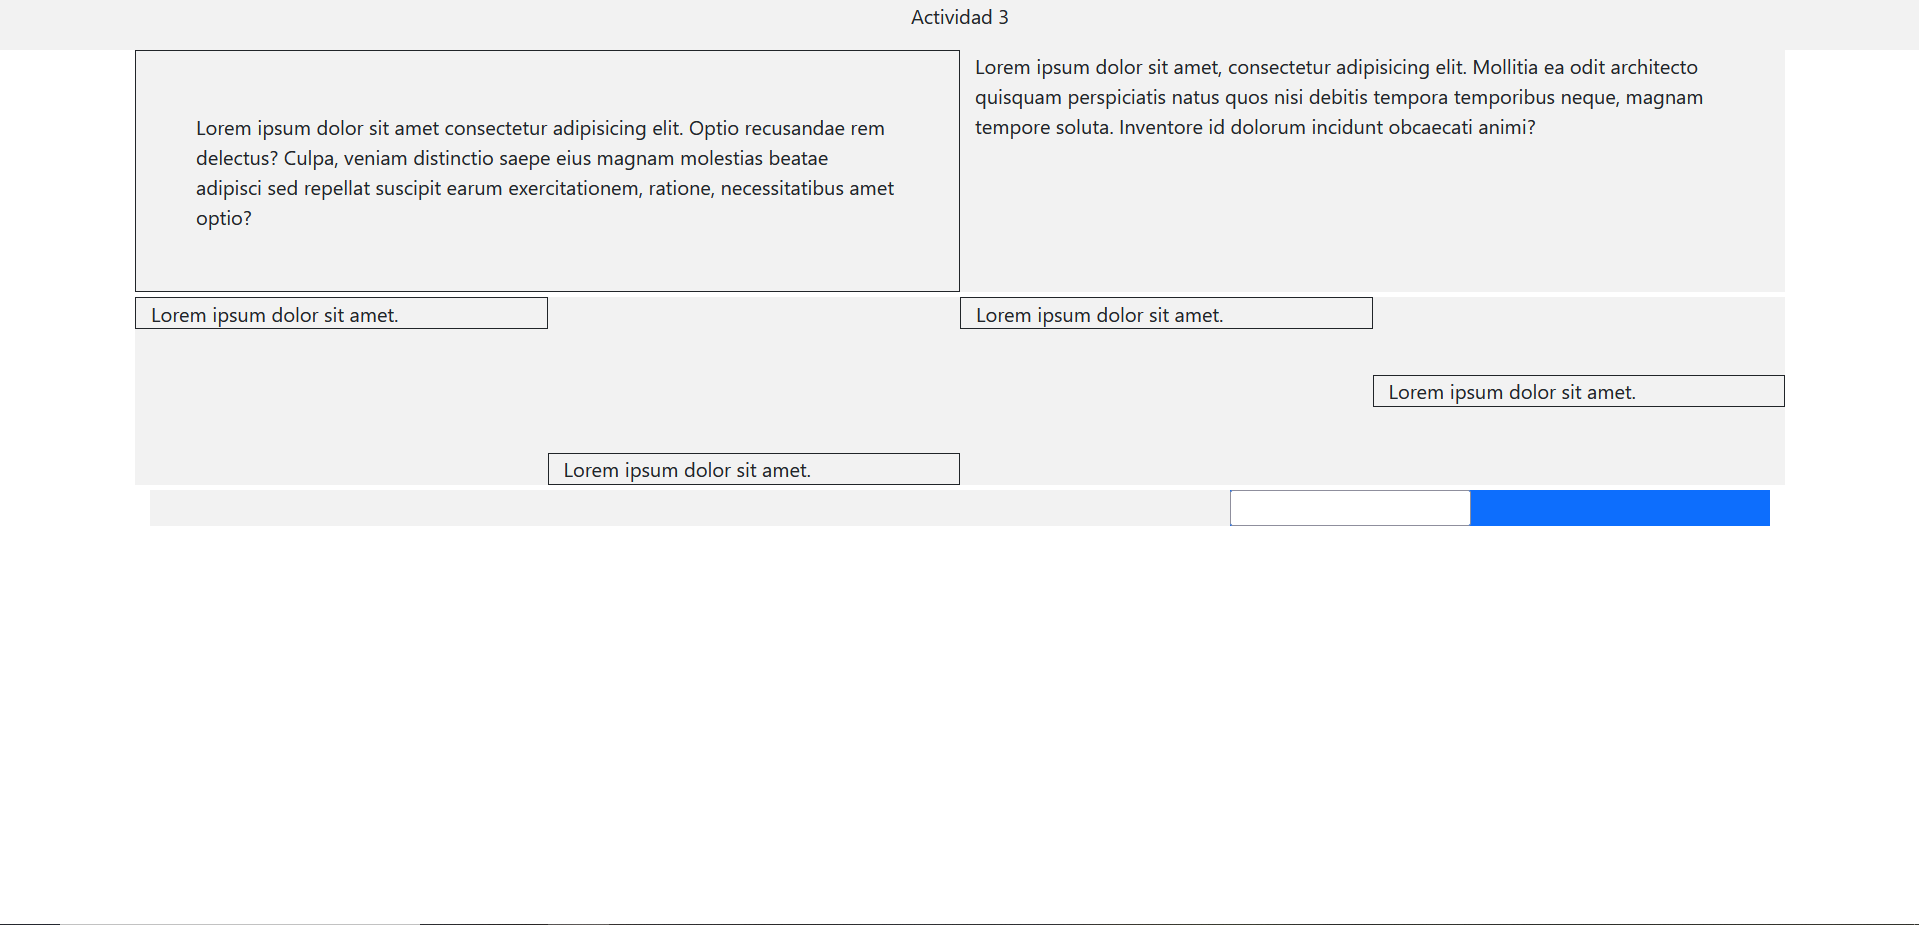 Actividad 3
Lorem ipsum dolor sit amet consectetur adipisicing elit. Optio recusandae rem
delectus? Culpa, veniam distinctio saepe eius magnam molestias beatae
adipisci sed repellat suscipit earum exercitationem, ratione, necessitatibus amet
optio?
Lorem ipsum dolor sit amet, consectetur adipisicing elit. Mollitia ea odit architecto
quisquam perspiciatis natus quos nisi debitis tempora temporibus neque, magnam
tempore soluta. Inventore id dolorum incidunt obcaecati animi?
Lorem ipsum dolor sit amet.
Lorem ipsum dolor sit amet.
Lorem ipsum dolor sit amet.
Lorem ipsum dolor sit amet.